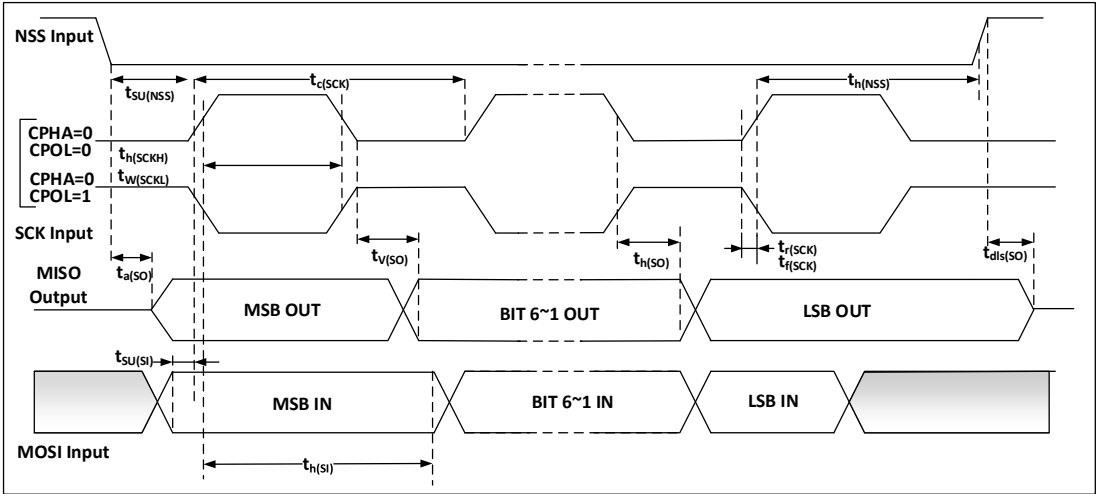 NSS Input
tSU(NSS)
tc(SCK)
th(NSS)
CPHA=0
CPOL=0
th(SCKH)
CPHA=0
tW(SCKL)
CPOL=1
SCK Input
ta(SO)
tV(SO)
th(SO)
tr(SCK)
tf(SCK)
tdis(SO)
MISO
Output
MSB OUT
BIT 6~1 OUT
LSB OUT
tSU(SI)
MSB IN
BIT 6~1 IN
LSB IN
MOSI Input
th(SI)